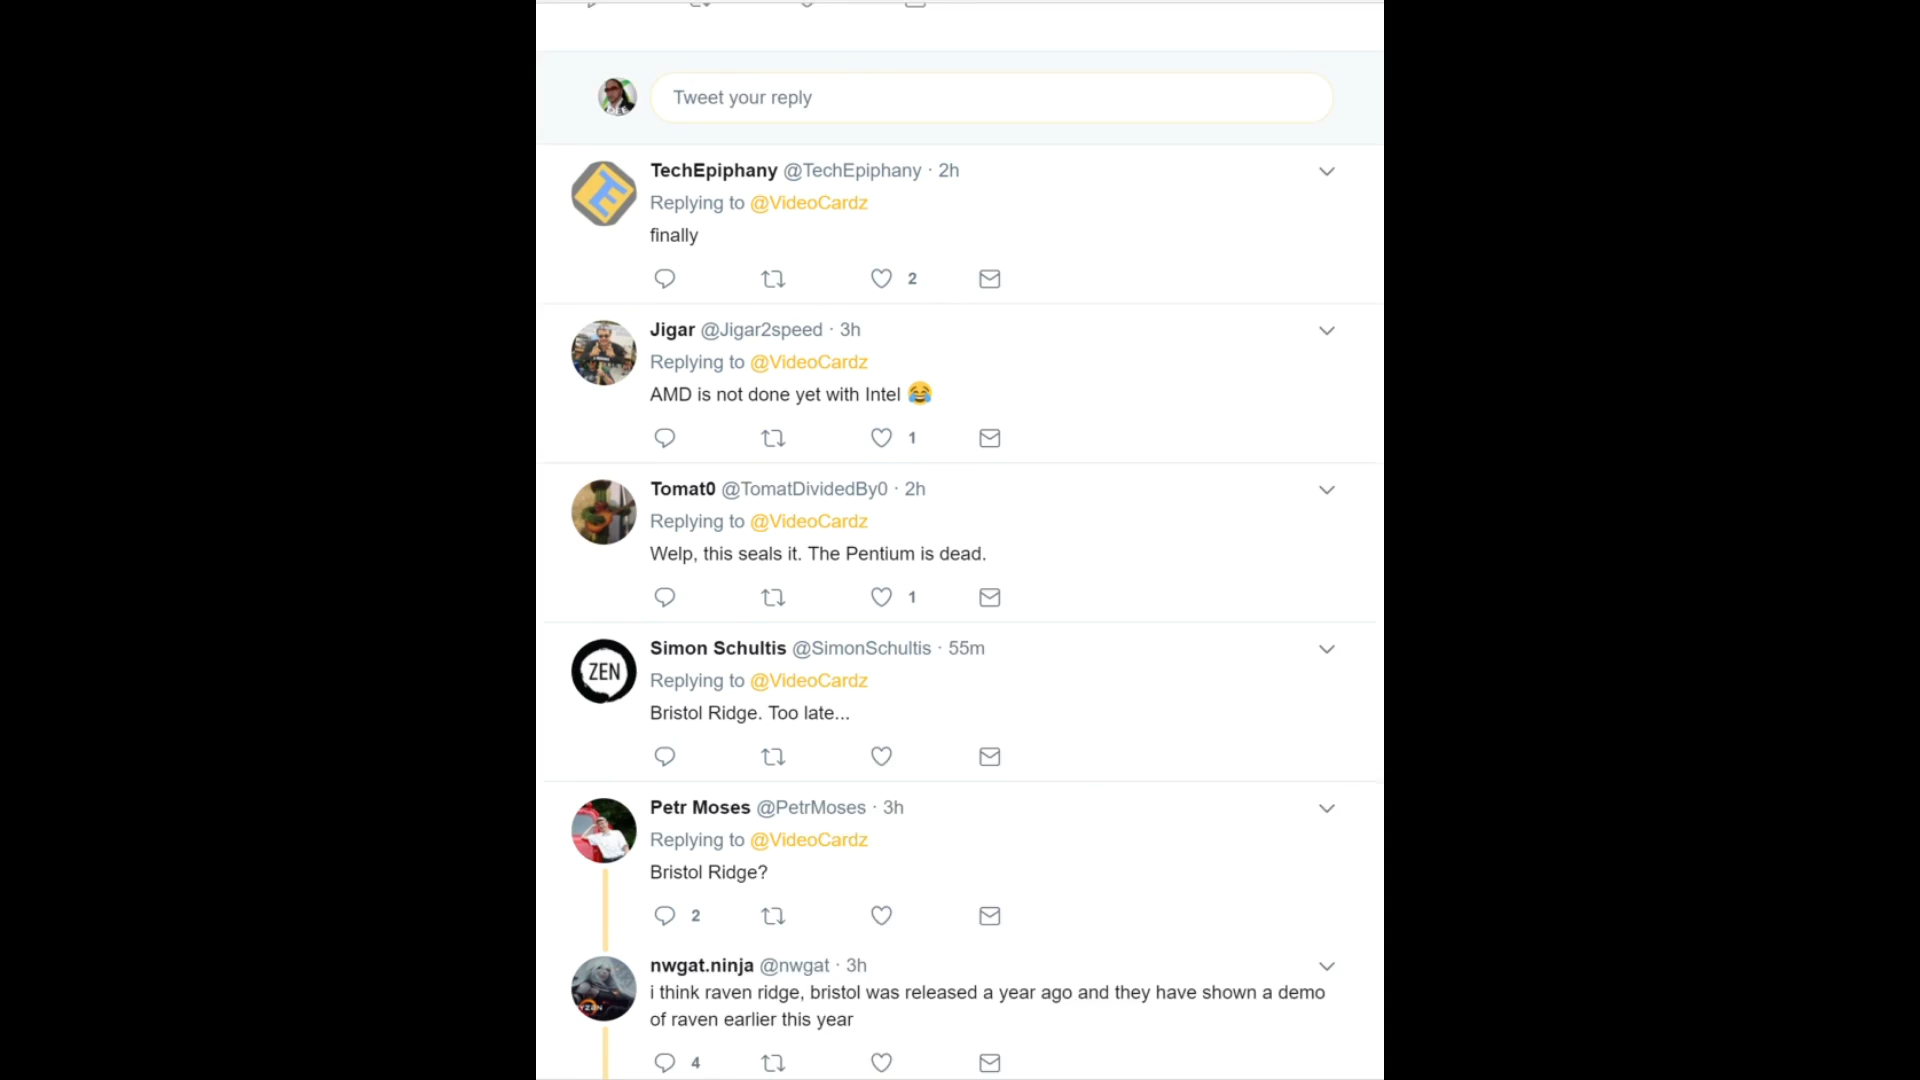 Tweet your reply
TechEpiphany @TechEpiphany · 2h
Replying to @VideoCardz
finally
2
Jigar @Jigar2speed · 3h
Replying to @VideoCardz
AMD is not done yet with Intel 😂
1
Tomat0 @TomatDividedBy0 · 2h
Replying to @VideoCardz
Welp, this seals it. The Pentium is dead.
1
ZEN
Simon Schultis @SimonSchultis · 55m
Replying to @VideoCardz
Bristol Ridge. Too late...
Petr Moses @PetrMoses · 3h
Replying to @VideoCardz
Bristol Ridge?
2
nwgat.ninja @nwgat · 3h
i think raven ridge, bristol was released a year ago and they have shown a demo
of raven earlier this year
4